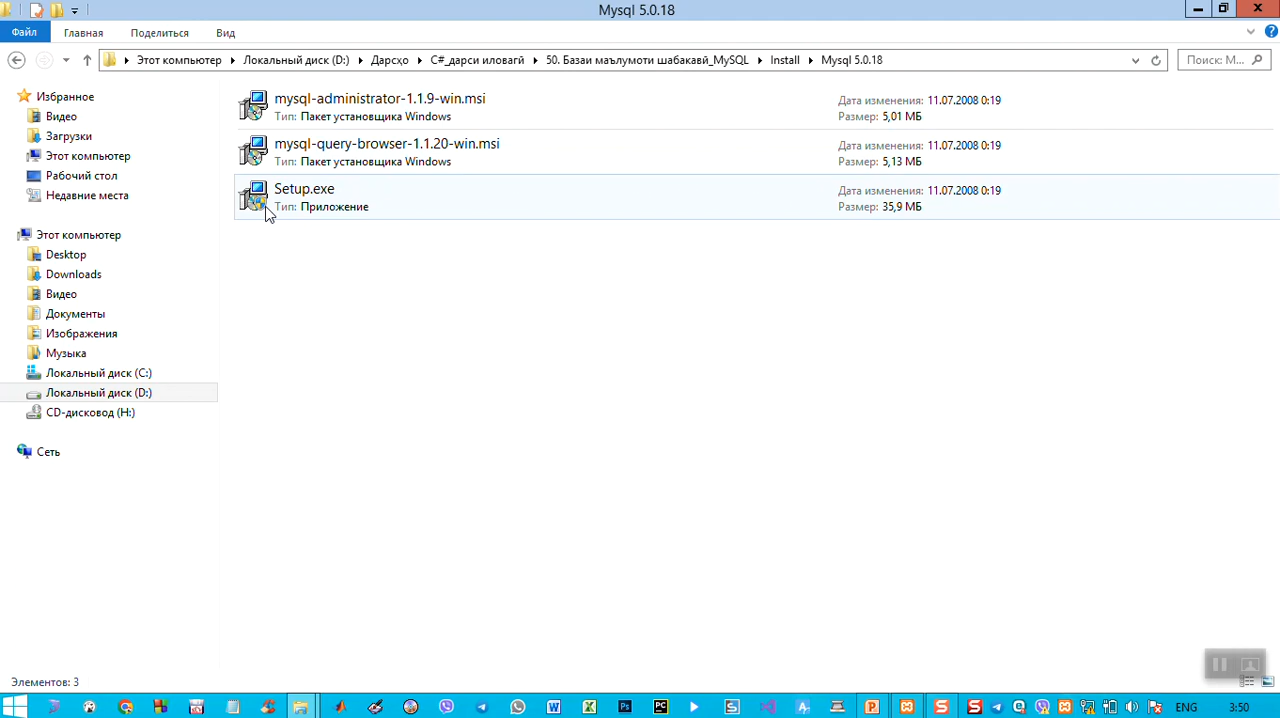 Mysql 5.0.18
Файл
Главная
Поделиться
Вид
Этот компьютер
Локальный диск (D:)
Дарсҳо
C#_дарси иловагӣ
50. Базаи маълумоти шабакавӣ_MySQL
Install
Mysql 5.0.18
Поиск: M...
Избранное
Видео
Загрузки
Этот компьютер
Рабочий стол
Недавние места
Этот компьютер
Desktop
Downloads
Видео
Документы
Изображения
Музыка
Локальный диск (C:)
Локальный диск (D:)
CD-дисковод (H:)
Сеть
mysql-administrator-1.1.9-win.msi
Тип: Пакет установщика Windows
Дата изменения: 11.07.2008 0:19
Размер: 5,01 МБ
mysql-query-browser-1.1.20-win.msi
Тип: Пакет установщика Windows
Дата изменения: 11.07.2008 0:19
Размер: 5,13 МБ
Setup.exe
Тип: Приложение
Дата изменения: 11.07.2008 0:19
Размер: 35,9 МБ
Элементов: 3
ENG
3:50